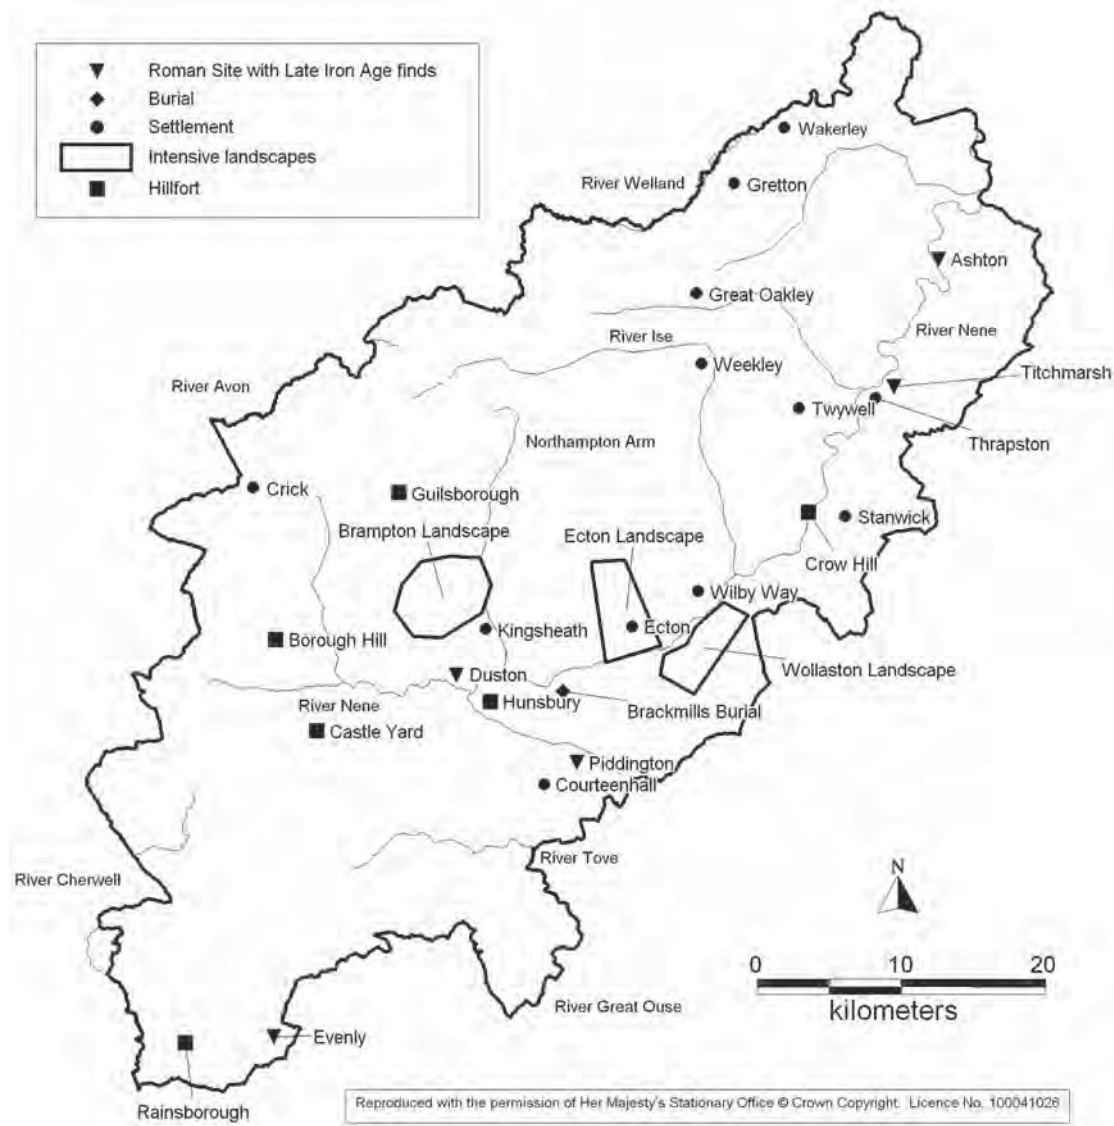 Roman Site with Late Iron Age finds
Burial
Settlement
Intensive landscapes
Hillfort
Wakerley
River Welland
Gretton
Ashton
Great Oakley
River Nene
River Ise
Weekley
Titchmarsh
River Avon
Twywell
Northampton Arm
Thrapston
Crick
Guilsborough
Stanwick
Brampton Landscape
Ecton Landscape
Crow Hill
Wilby Way
Kingsheath
Ecton
Borough Hill
Wollaston Landscape
Duston
River Nene
Hunsbury
Brackmills Burial
Castle Yard
Piddington
Courteenhall
River Tove
River Cherwell
N
0 10 20
kilometers
River Great Ouse
Evenly
Rainsborough
Reproduced with the permission of Her Majesty's Stationary Office © Crown Copyright. Licence No. 100041026